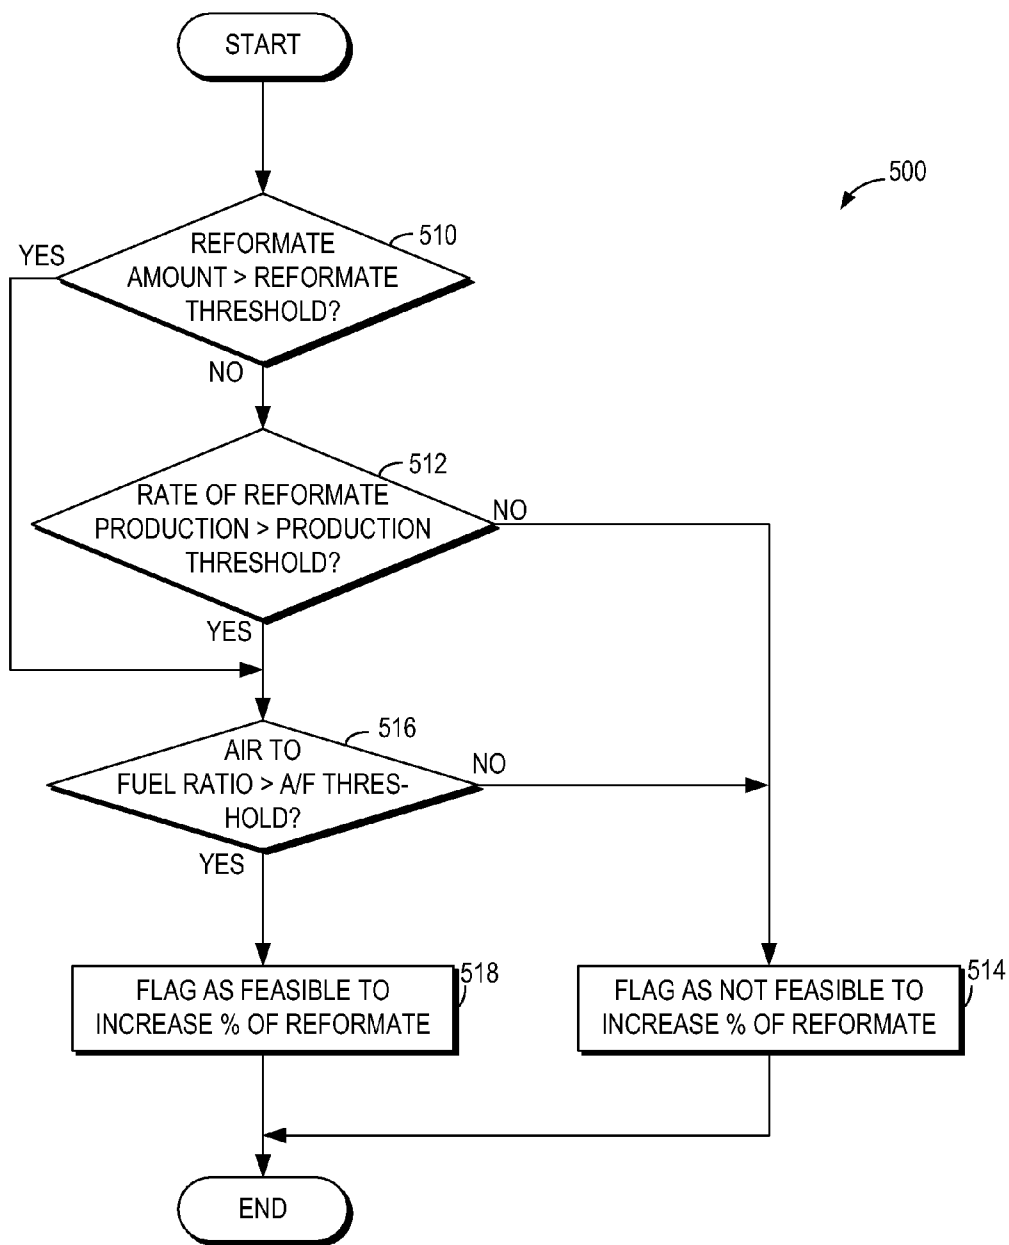 START
500
510
YES
REFORMATE
AMOUNT > REFORMATE
THRESHOLD?
NO
512
RATE OF REFORMATE
PRODUCTION > PRODUCTION
THRESHOLD?
NO
YES
516
AIR TO
FUEL RATIO > A/F THRES-
HOLD?
NO
YES
518
FLAG AS FEASIBLE TO
INCREASE % OF REFORMATE
514
FLAG AS NOT FEASIBLE TO
INCREASE % OF REFORMATE
END